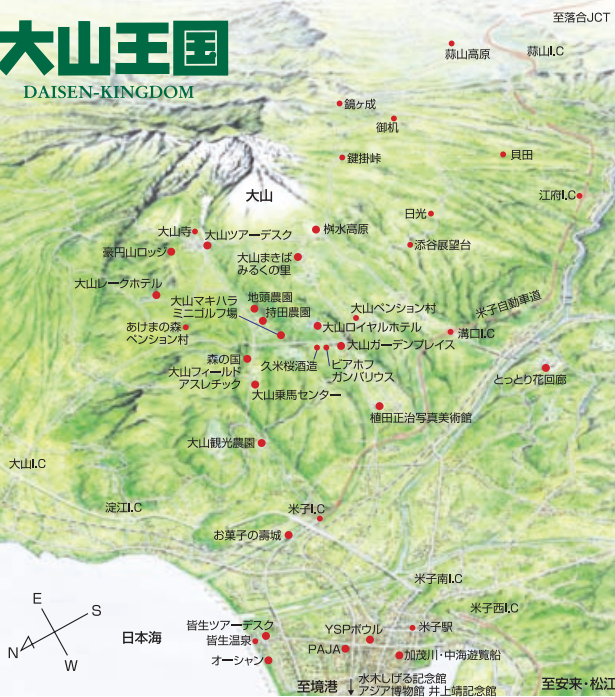 至落合JCT
大山王国
DAISEN-KINGDOM
蒜山高原
蒜山I.C
鏡ヶ成
御机
鍵掛峠
貝田
大山
江府I.C
日光
大山寺
大山ツアーデスク
桝水高原
添谷展望台
豪円山ロッジ
大山まきば
みるくの里
大山レークホテル
大山マキハラ
ミニゴルフ場
地頭農園
持田農園
大山ペンション村
米子自動車道
あけまの森
ペンション村
大山ロイヤルホテル
溝口I.C
大山ガーデンプレイス
森の国
大山フィールド
アスレチック
久米桜酒造
ビアホフ
ガンバリウス
とっとり花回廊
大山乗馬センター
植田正治写真美術館
大山観光農園
大山I.C
淀江I.C
米子I.C
お菓子の壽城
米子南I.C
米子西I.C
E
S
N
W
日本海
皆生ツアーデスク
皆生温泉
オーシャン
YSPボウル
米子駅
PAJA
加茂川・中海遊覧船
至境港
水木しげる記念館
アジア博物館 井上靖記念館
至安来・松江